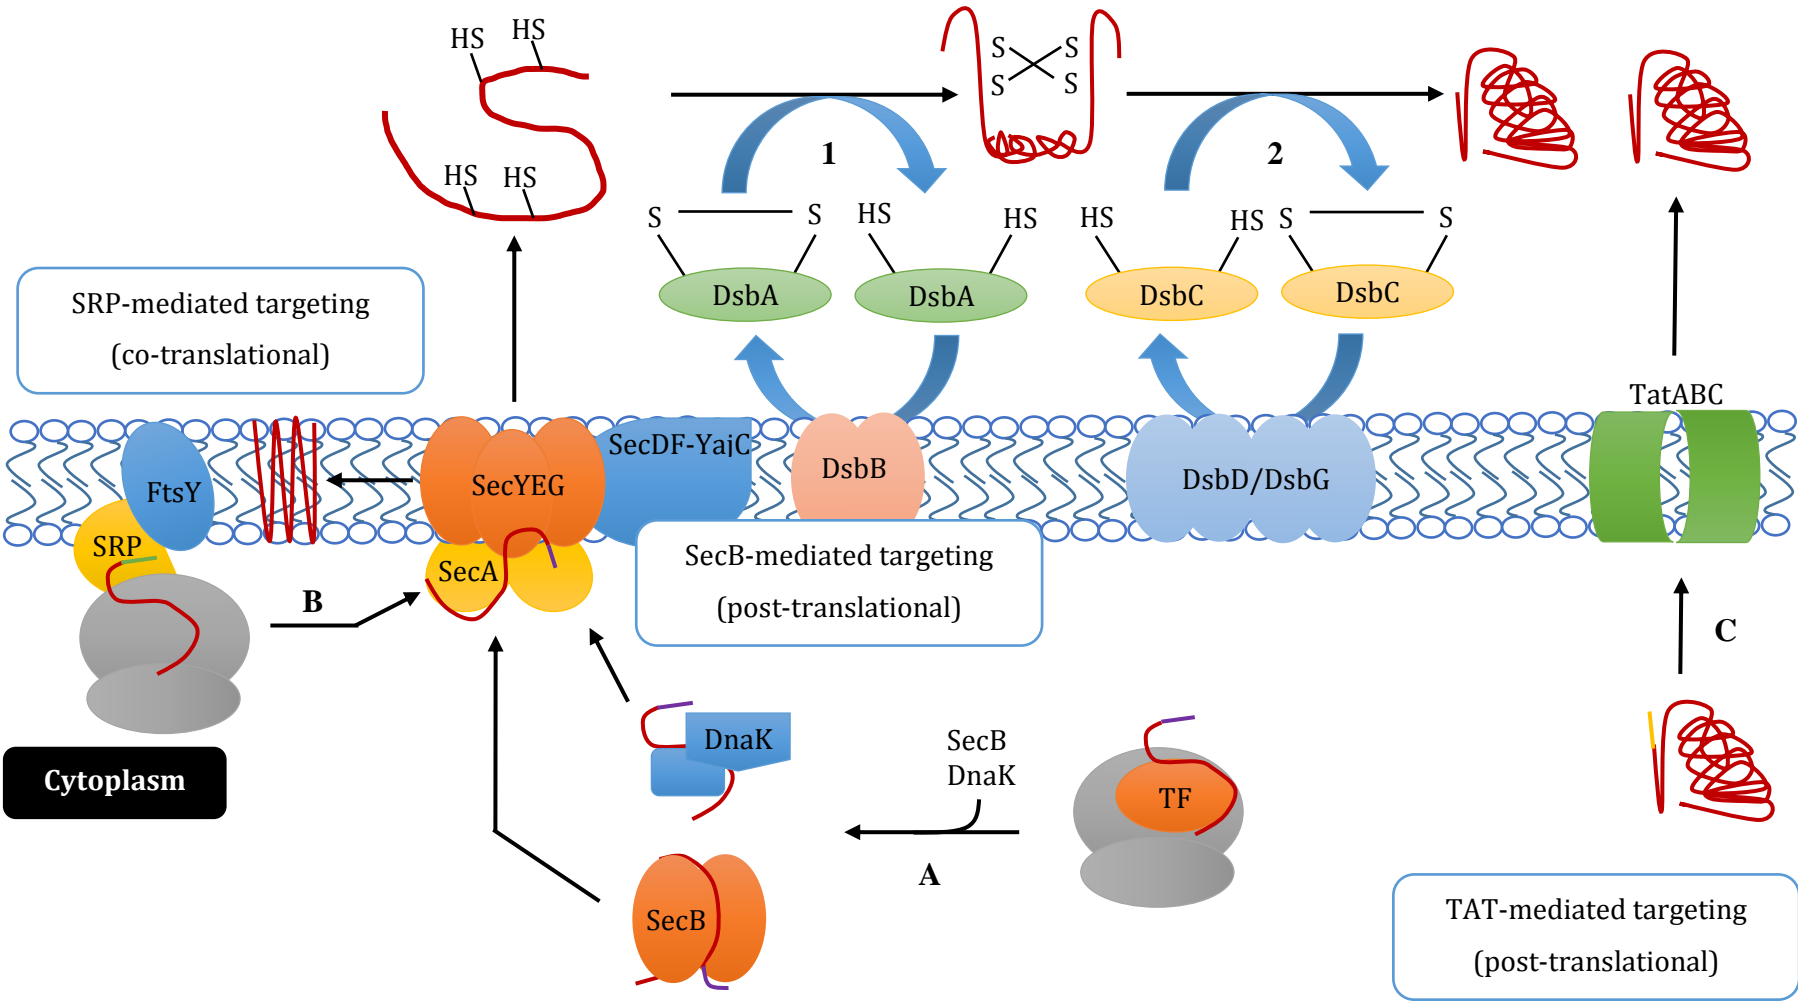 HS
HS
HS
HS
S
S
S
S
1
2
S
S
HS
HS
HS
HS
S
S
DsbA
DsbA
DsbC
DsbC
SRP-mediated targeting
(co-translational)
TatABC
FtsY
SecYEG
SecDF-YajC
DsbB
DsbD/DsbG
SRP
SecA
SecB-mediated targeting
(post-translational)
B
C
DnaK
SecB
DnaK
TF
Cytoplasm
A
SecB
TAT-mediated targeting
(post-translational)